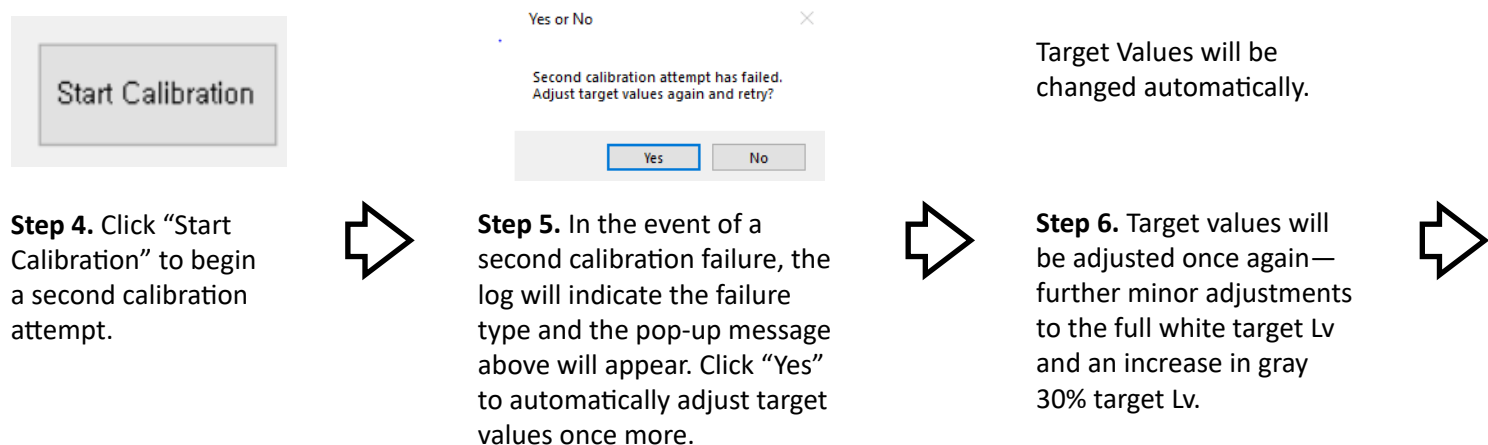 Start Calibration
Yes or No
Second calibration attempt has failed.
Adjust target values again and retry?
Yes
No
Target Values will be
changed automatically.
Step 4. Click “Start
Calibration” to begin
a second calibration
attempt.
Step 5. In the event of a
second calibration failure, the
log will indicate the failure
type and the pop-up message
above will appear. Click “Yes”
to automatically adjust target
values once more.
Step 6. Target values will
be adjusted once again—
further minor adjustments
to the full white target Lv
and an increase in gray
30% target Lv.